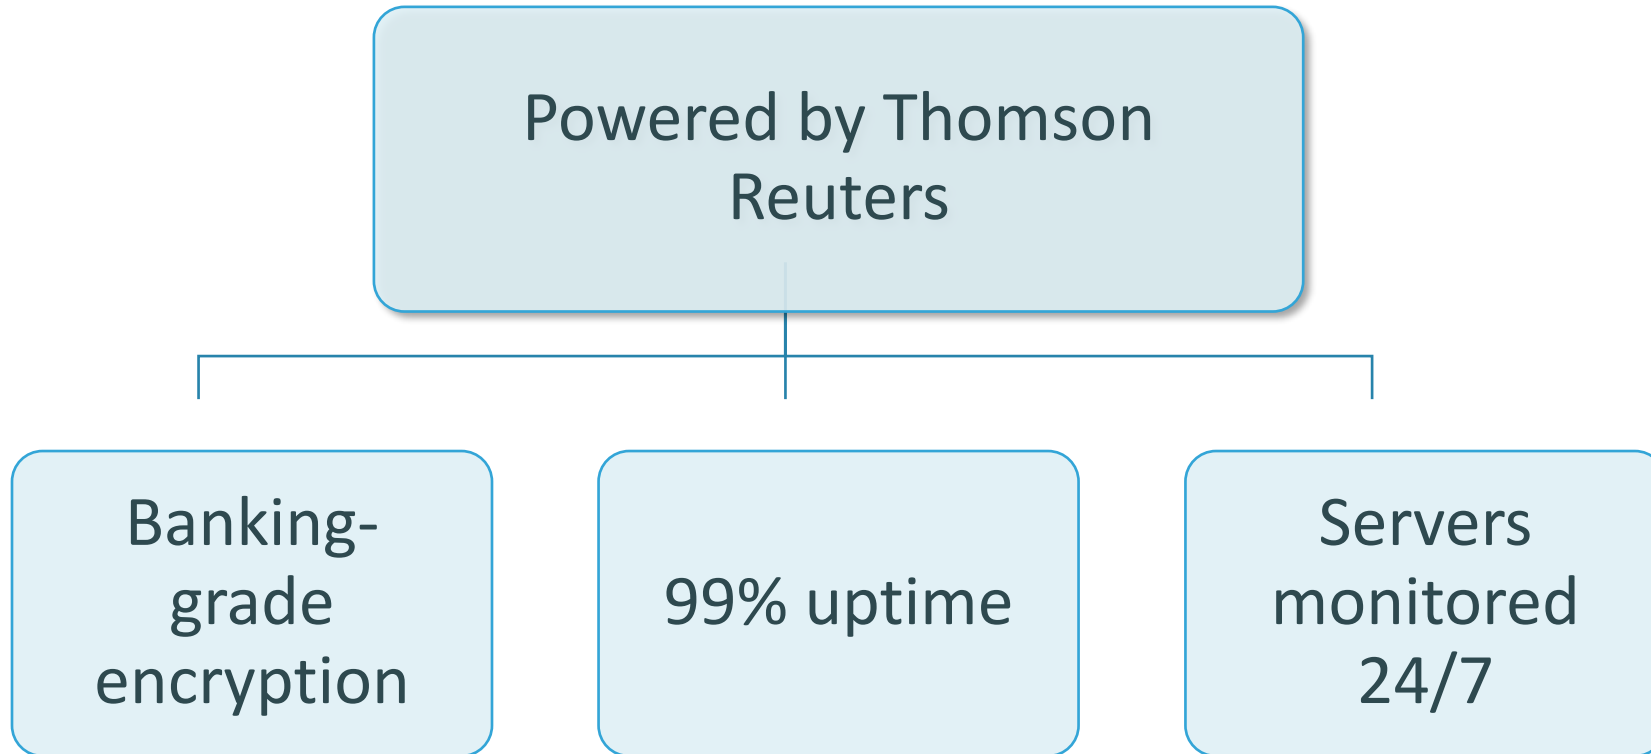 Powered by Thomson
Reuters
Banking-
grade
encryption
99% uptime
Servers
monitored
24/7